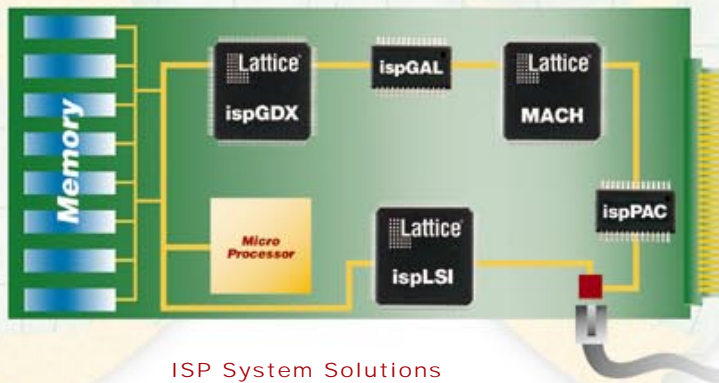 Memory
Lattice®
ispGDX
ispGAL
Lattice®
MACH
Micro
Processor
Lattice®
ispLSI
ispPAC
ISP System Solutions